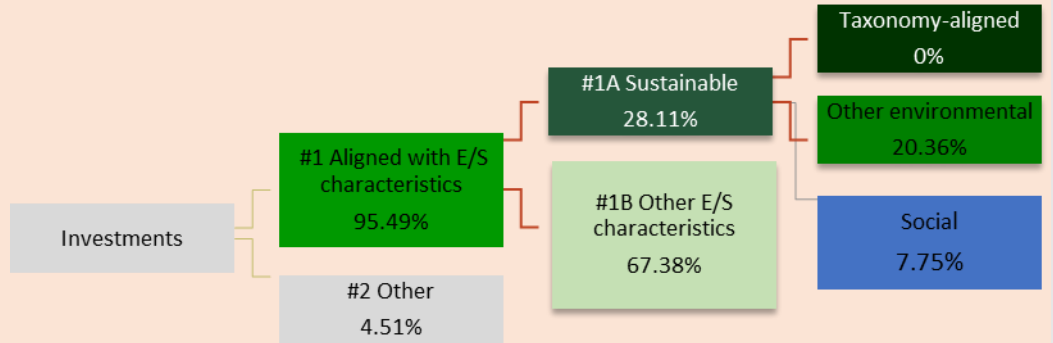 Investments
#1 Aligned with E/S
characteristics
95.49%
#2 Other
4.51%
#1A Sustainable
28.11%
#1B Other E/S
characteristics
67.38%
Taxonomy-aligned
0%
Other environmental
20.36%
Social
7.75%